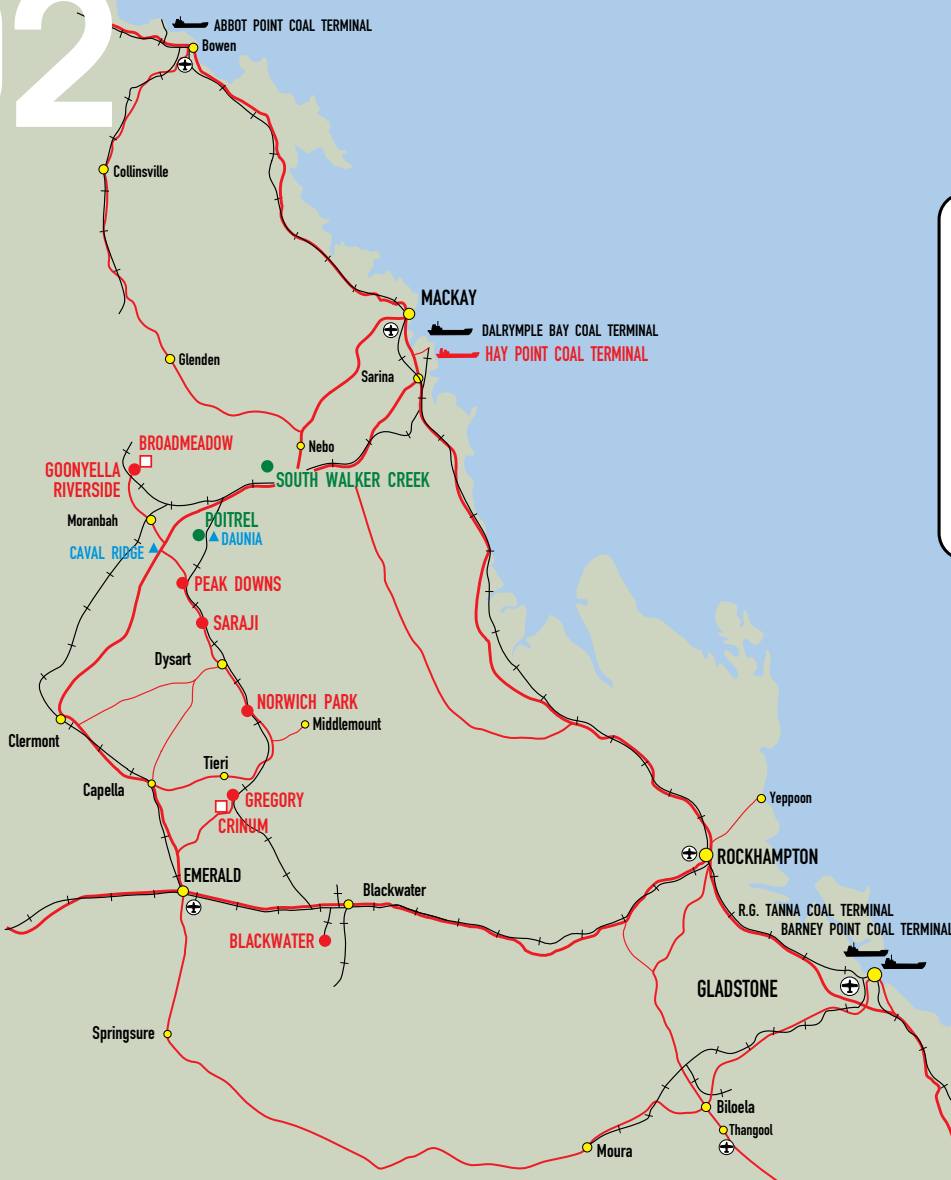 02
ABBOT POINT COAL TERMINAL
Bowen
Collinsville
MACKAY
DALRYMPLE BAY COAL TERMINAL
HAY POINT COAL TERMINAL
Glenden
Sarina
BROADMEADOW
Nebo
GOONYELLA
RIVERSIDE
SOUTH WALKER CREEK
Moranbah
POITREL
DAUNIA
CAVAL RIDGE
PEAK DOWNS
SARAJI
Dysart
NORWICH PARK
Middlemount
Clermont
Tieri
Capella
GREGORY
CRINUM
Yeppoon
ROCKHAMPTON
EMERALD
Blackwater
R.G. TANNA COAL TERMINAL
BARNEY POINT COAL TERMINAL
BLACKWATER
GLADSTONE
Springsure
Biloela
Thangool
Moura